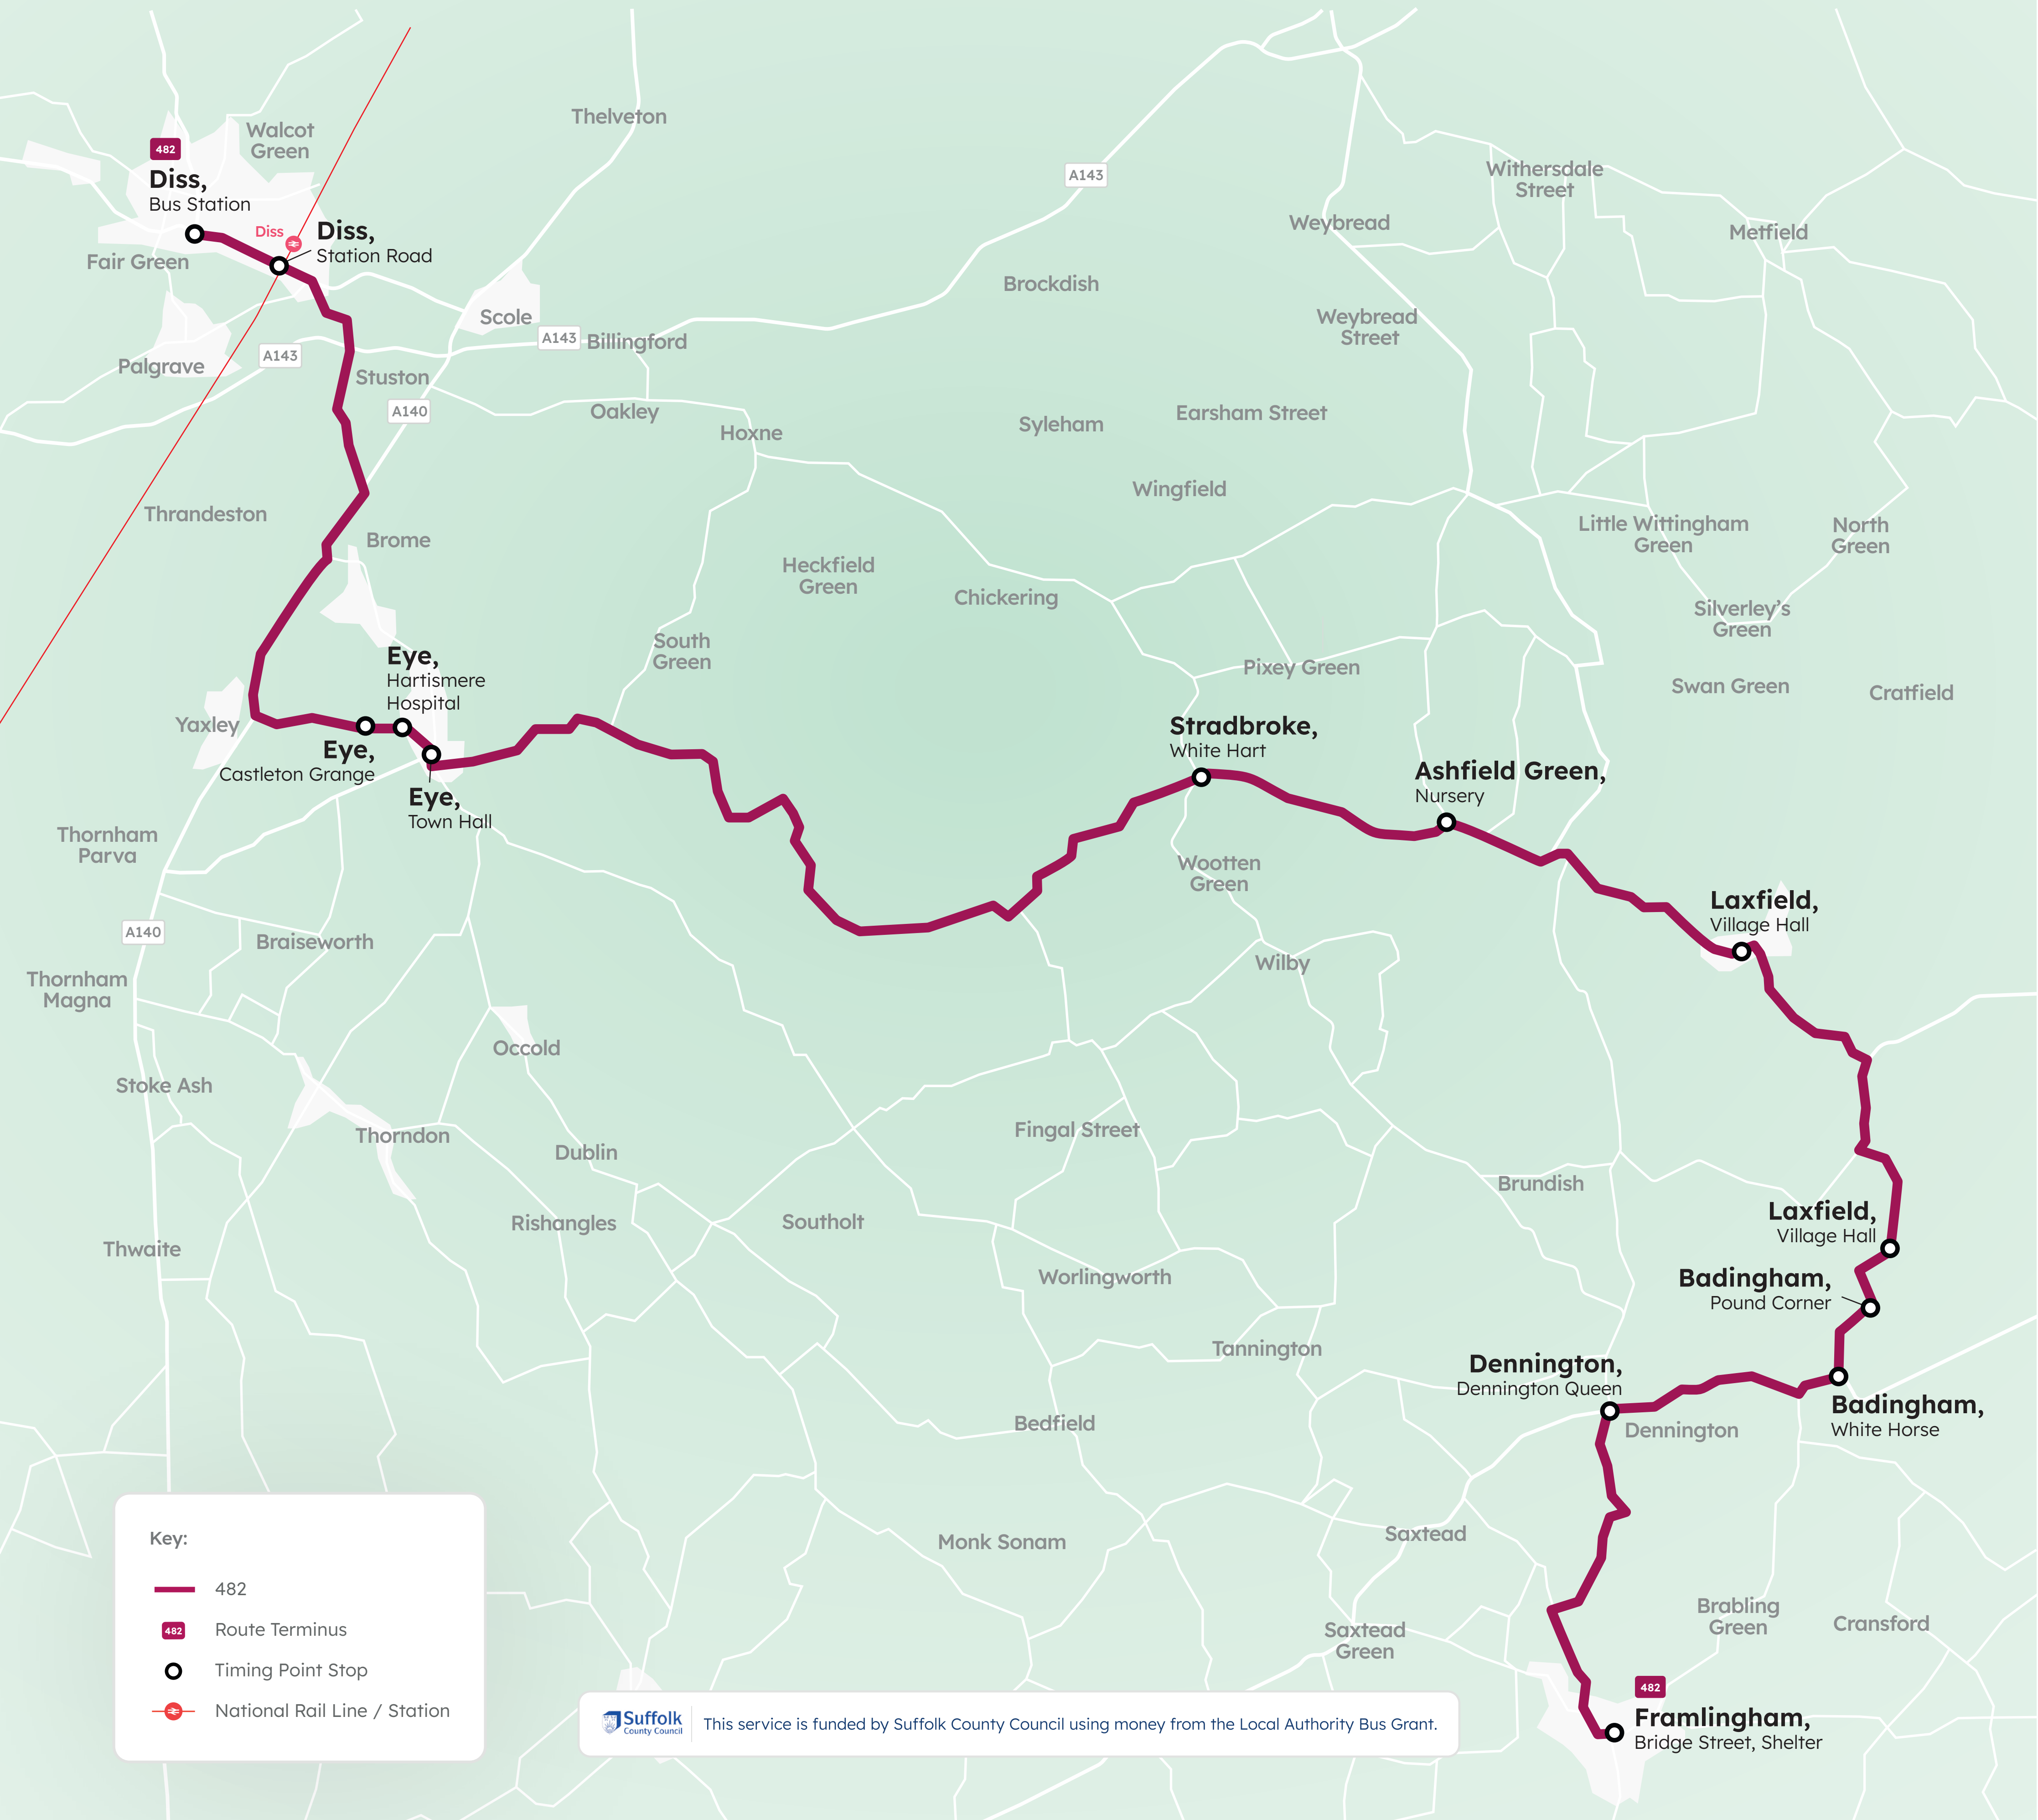 Thelveton
Walcot
Green
482
Diss,
Bus Station
A143
Withersdale
Street
Weybread
Metfield
Diss
Diss,
Station Road
Fair Green
Brockdish
Scole
Weybread
Street
A143
Billingford
A143
Palgrave
Stuston
A140
Oakley
Hoxne
Syleham
Earsham Street
Wingfield
Thrandeston
Brome
Little Wittingham
Green
North
Green
Heckfield
Green
Chickering
Silverley's
Green
South
Green
Eye,
Hartismere
Hospital
Pixey Green
Swan Green
Cratfield
Yaxley
Stradbroke,
White Hart
Eye,
Castleton Grange
Ashfield Green,
Nursery
Eye,
Town Hall
Thornham
Parva
Wootten
Green
Laxfield,
Village Hall
A140
Braiseworth
Wilby
Thornham
Magna
Occold
Stoke Ash
Thorndon
Fingal Street
Dublin
Brundish
Rishangles
Southolt
Laxfield,
Village Hall
Thwaite
Worlingworth
Badingham,
Pound Corner
Tannington
Dennington,
Dennington Queen
Badingham,
White Horse
Bedfield
Dennington
Saxtead
Monk Sonam
Key:
482
482
Route Terminus
Timing Point Stop
National Rail Line / Station
Brabling
Green
Cransford
Saxtead
Green
482
Framlingham,
Bridge Street, Shelter
Suffolk
County Council
This service is funded by Suffolk County Council using money from the Local Authority Bus Grant.